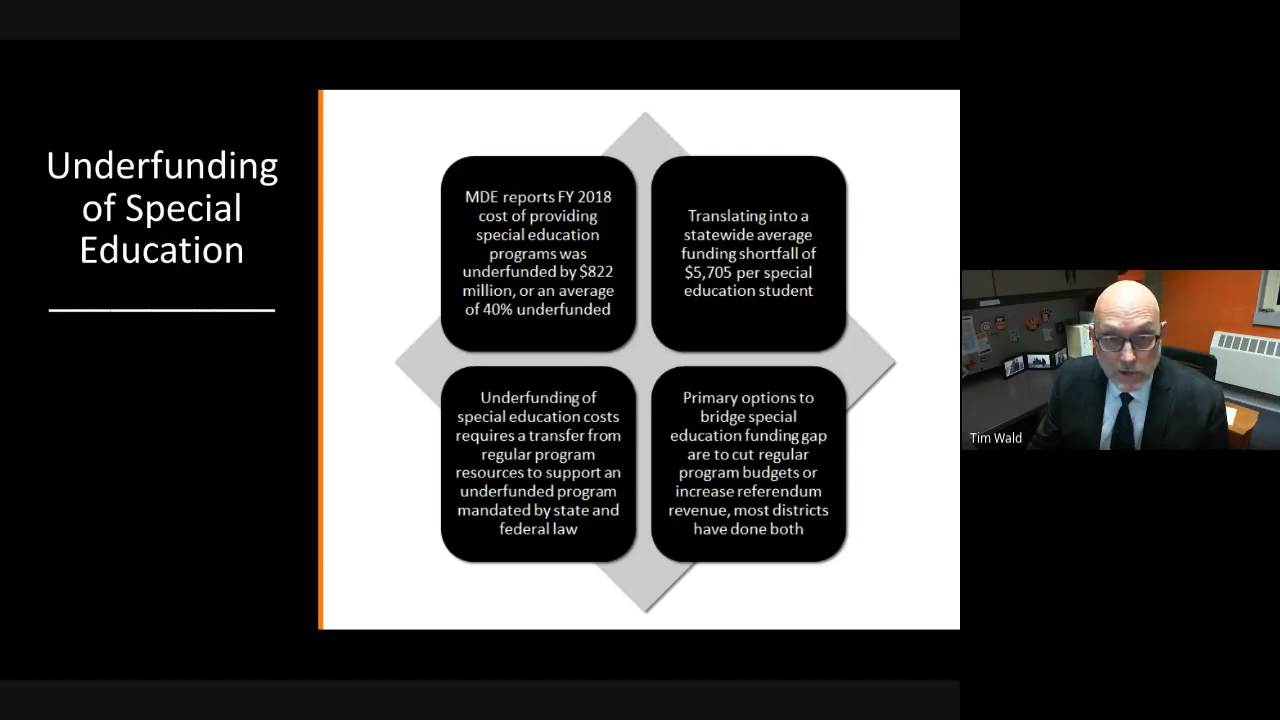 Underfunding
of Special
Education
MDE reports FY 2018
cost of providing
special education
programs was
underfunded by $822
million, or an average
of 40% underfunded
Translating into a
statewide average
funding shortfall of
$5,705 per special
education student
Underfunding of
special education costs
requires a transfer from
regular program
resources to support an
underfunded program
mandated by state and
federal law
Primary options to
bridge special
education funding gap
are to cut regular
program budgets or
increase referendum
revenue, most districts
have done both
Tim Wald